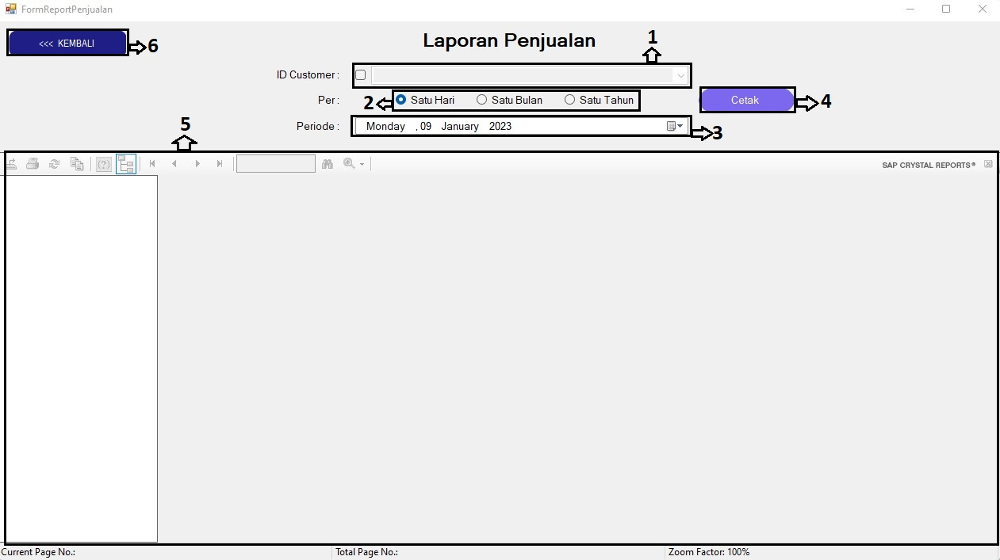 FormReportPenjualan
<<< KEMBALI
6
Laporan Penjualan
1
ID Customer :
Per :
2
Satu Hari
Satu Bulan
Satu Tahun
Cetak
4
Periode :
Monday , 09 January 2023
3
5
(?)
SAP CRYSTAL REPORTS®
Current Page No.:
Total Page No.:
Zoom Factor: 100%